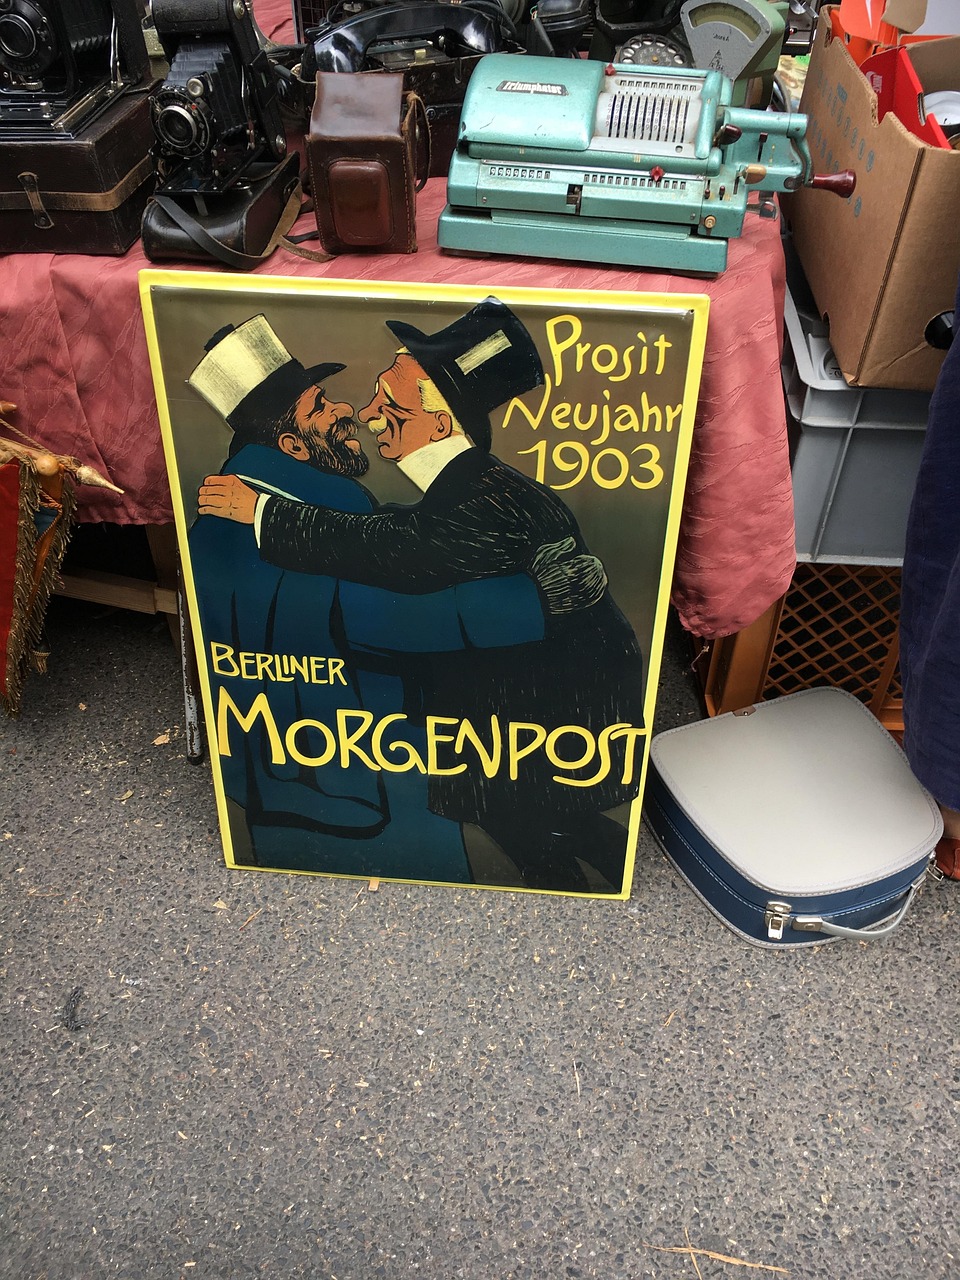 Triumphator
Prosit
Neujahr
1903
BERLINER
MORGENPOST